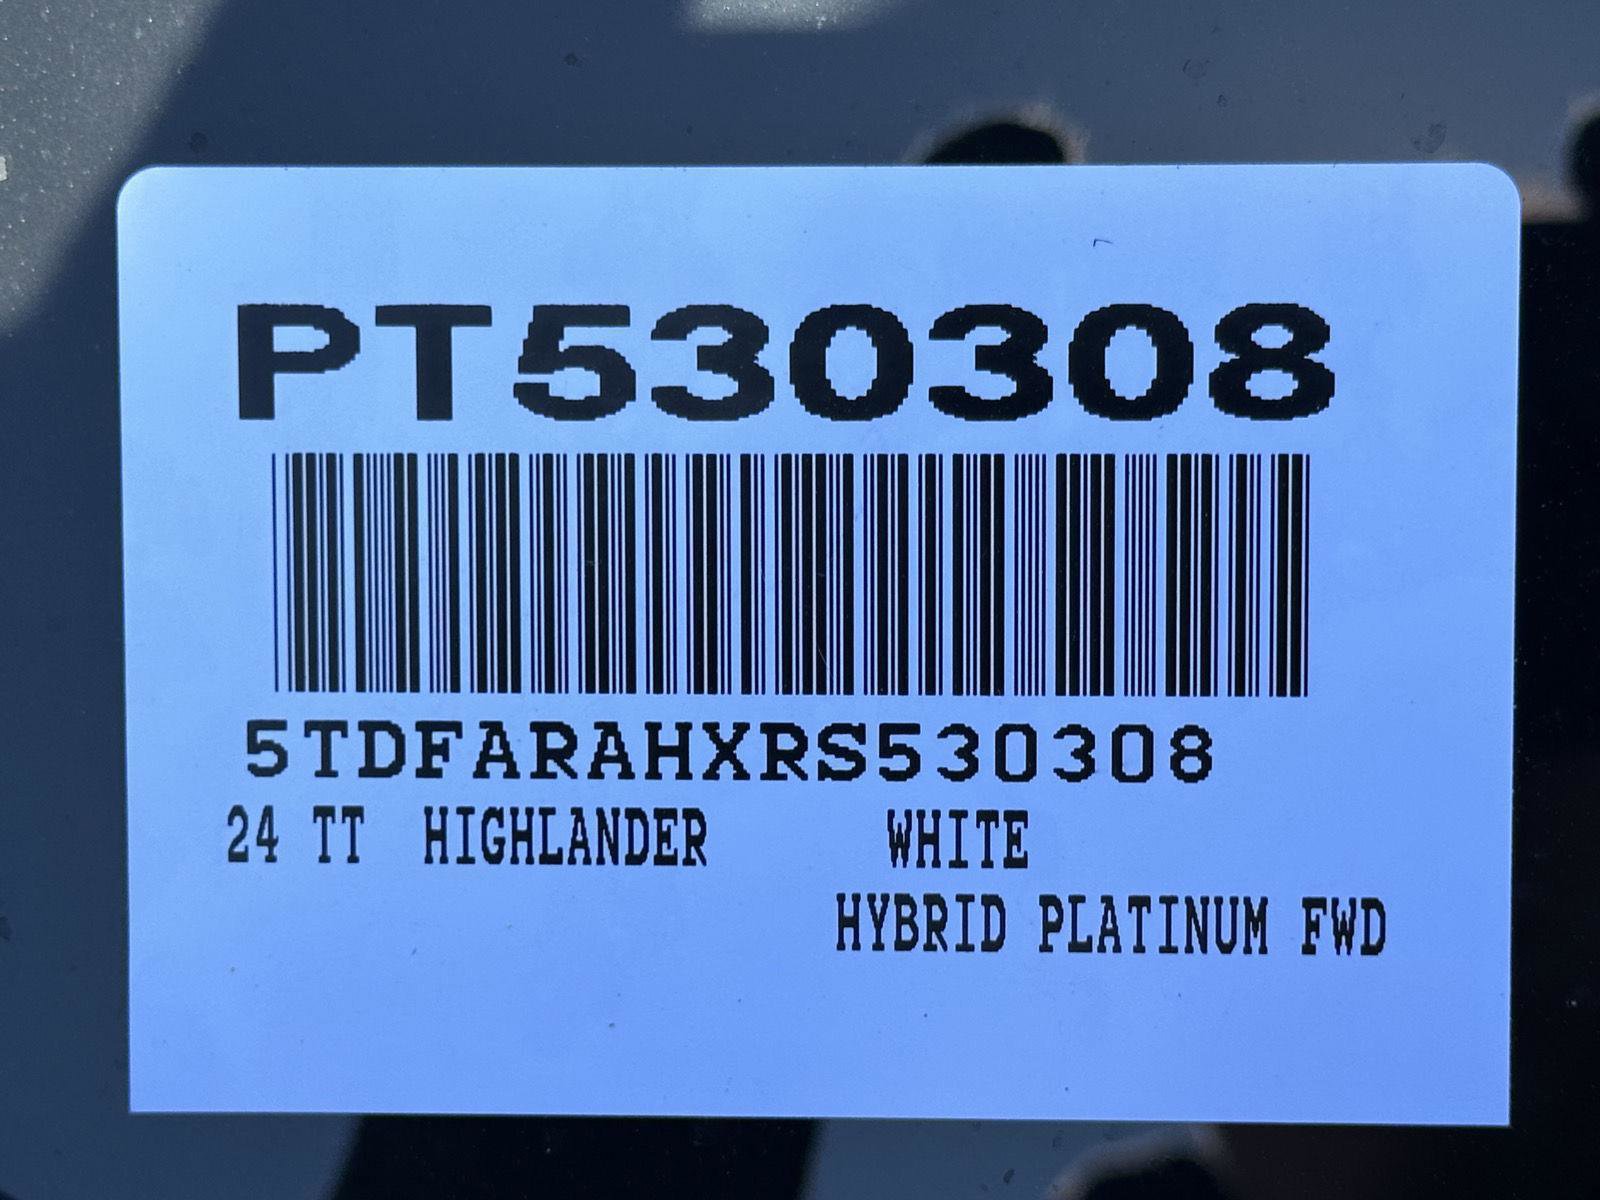 PT530308
5TDFARAHXRS530308
24 TT HIGHLANDER WHITE
HYBRID PLATINUM FWD